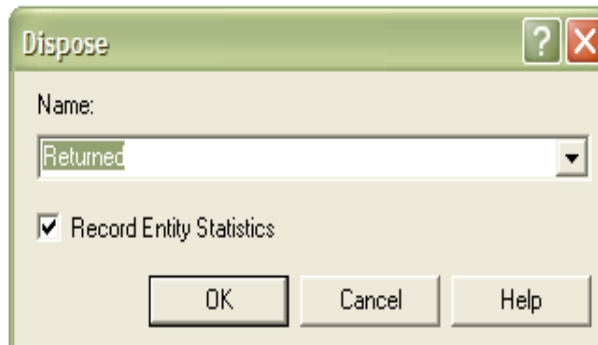 Dispose
Name:
Returned
Record Entity Statistics
OK Cancel Help